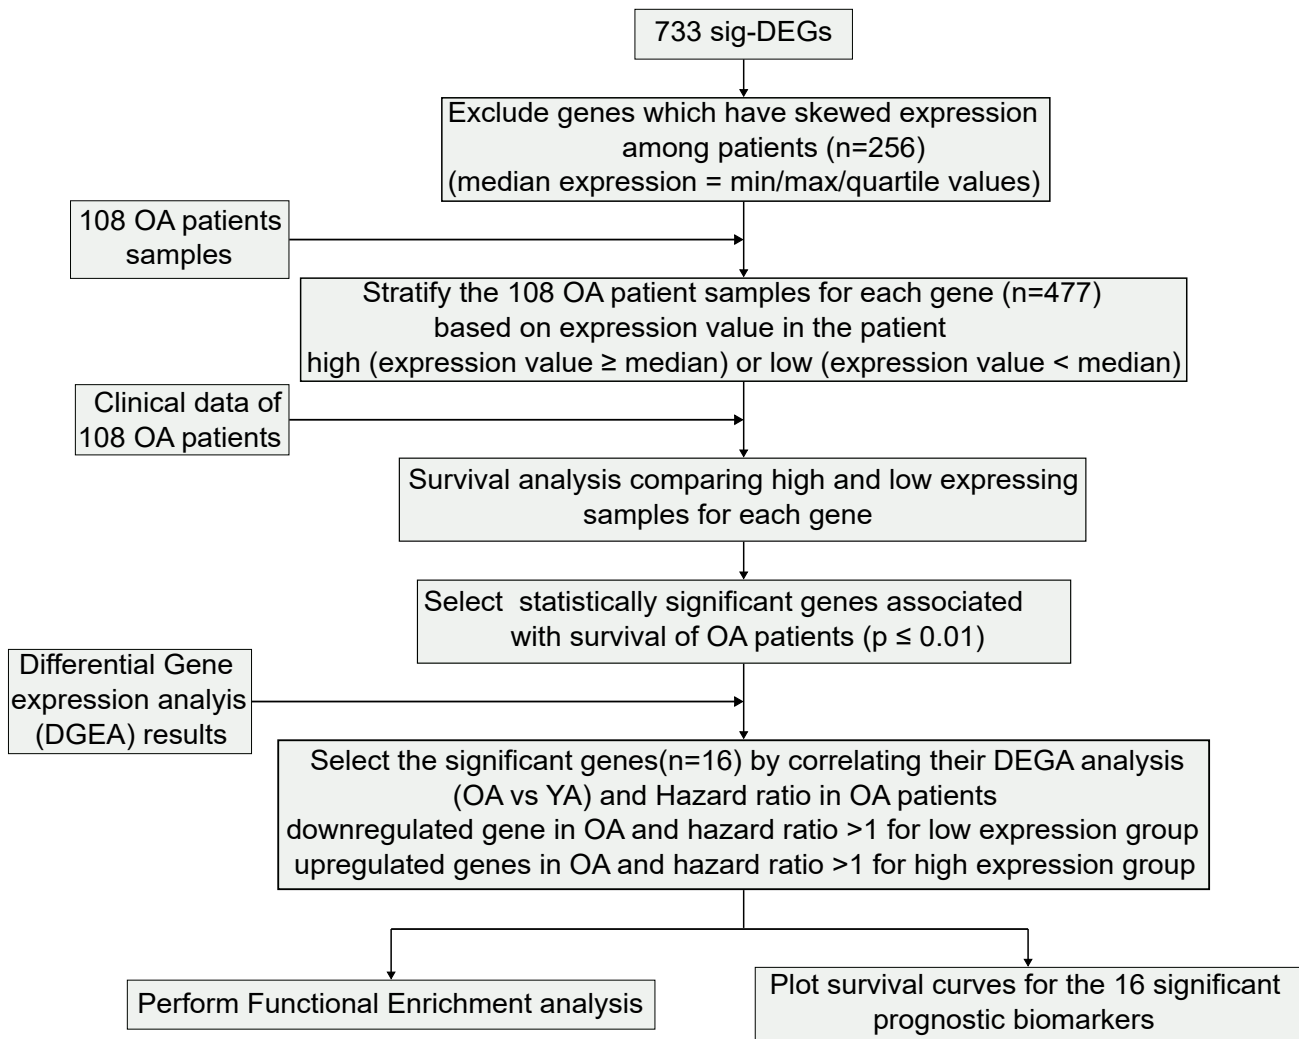 733 sig-DEGs
Exclude genes which have skewed expression
among patients (n=256)
(median expression = min/max/quartile values)
108 OA patients
samples
Stratify the 108 OA patient samples for each gene (n=477)
based on expression value in the patient
high (expression value ≥ median) or low (expression value < median)
Clinical data of
108 OA patients
Survival analysis comparing high and low expressing
samples for each gene
Select statistically significant genes associated
with survival of OA patients (p ≤ 0.01)
Differential Gene
expression analyis
(DGEA) results
Select the significant genes(n=16) by correlating their DEGA analysis
(OA vs YA) and Hazard ratio in OA patients
downregulated gene in OA and hazard ratio >1 for low expression group
upregulated genes in OA and hazard ratio >1 for high expression group
Perform Functional Enrichment analysis
Plot survival curves for the 16 significant
prognostic biomarkers